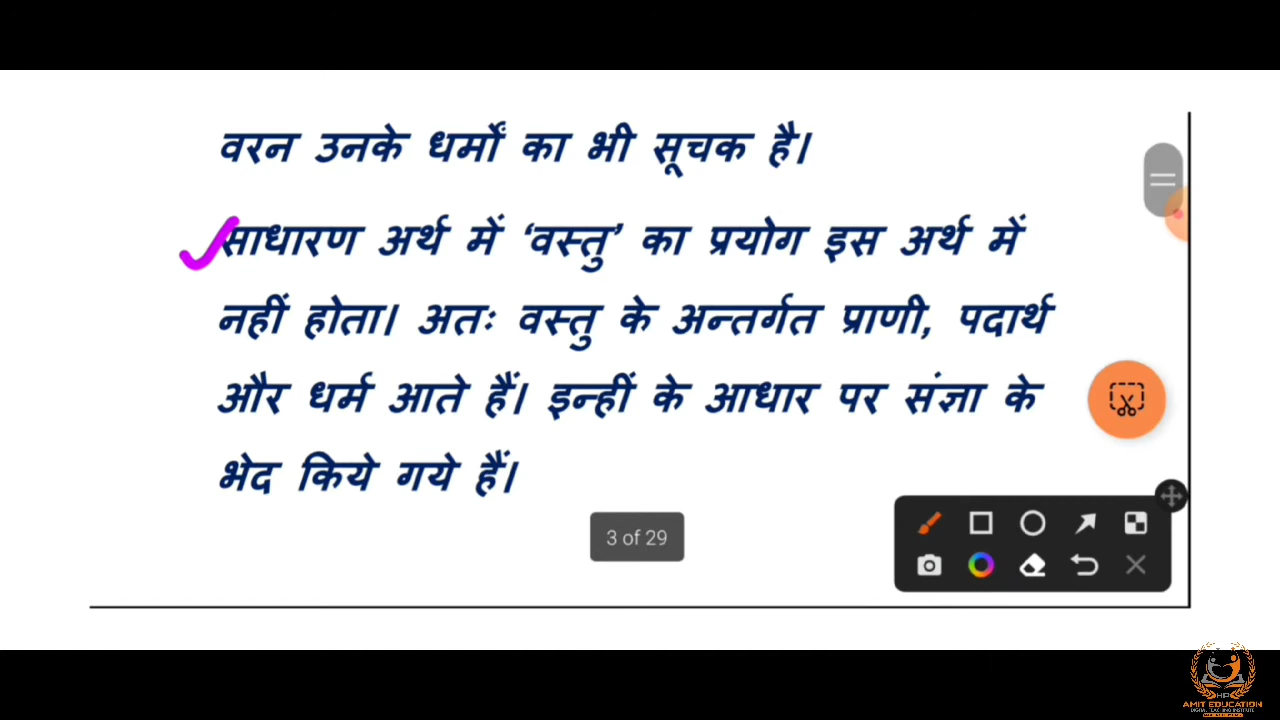 वरन उनके धर्मों का भी सूचक है।
साधारण अर्थ में ‘वस्तु’ का प्रयोग इस अर्थ में
नहीं होता। अतः वस्तु के अन्तर्गत प्राणी, पदार्थ
और धर्म आते हैं। इन्हीं के आधार पर संज्ञा के
भेद किये गये हैं।
3 of 29
AMIT EDUCATION